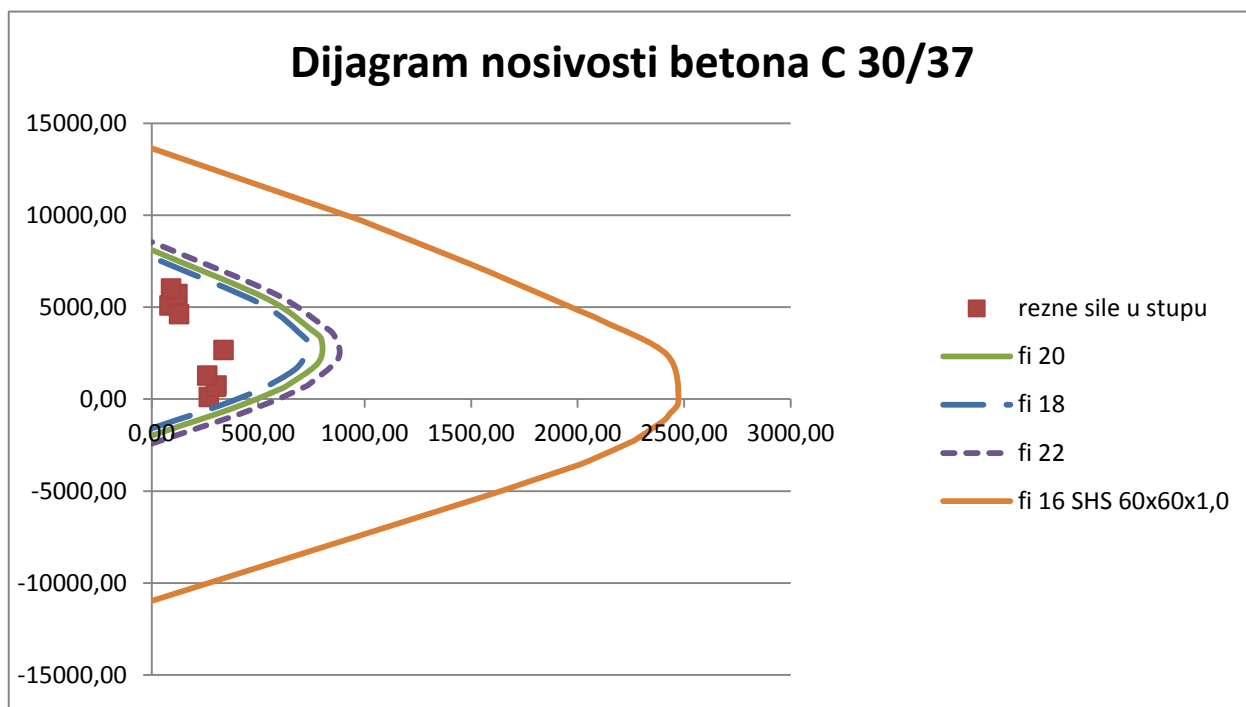 Dijagram nosivosti betona C 30/37
15000,00
10000,00
5000,00
0,00
-5000,00
-10000,00
-15000,00
0,00 500,00 1000,00 1500,00 2000,00 2500,00 3000,00
rezne sile u stupu
fi 20
fi 18
fi 22
fi 16 SHS 60x60x1,0